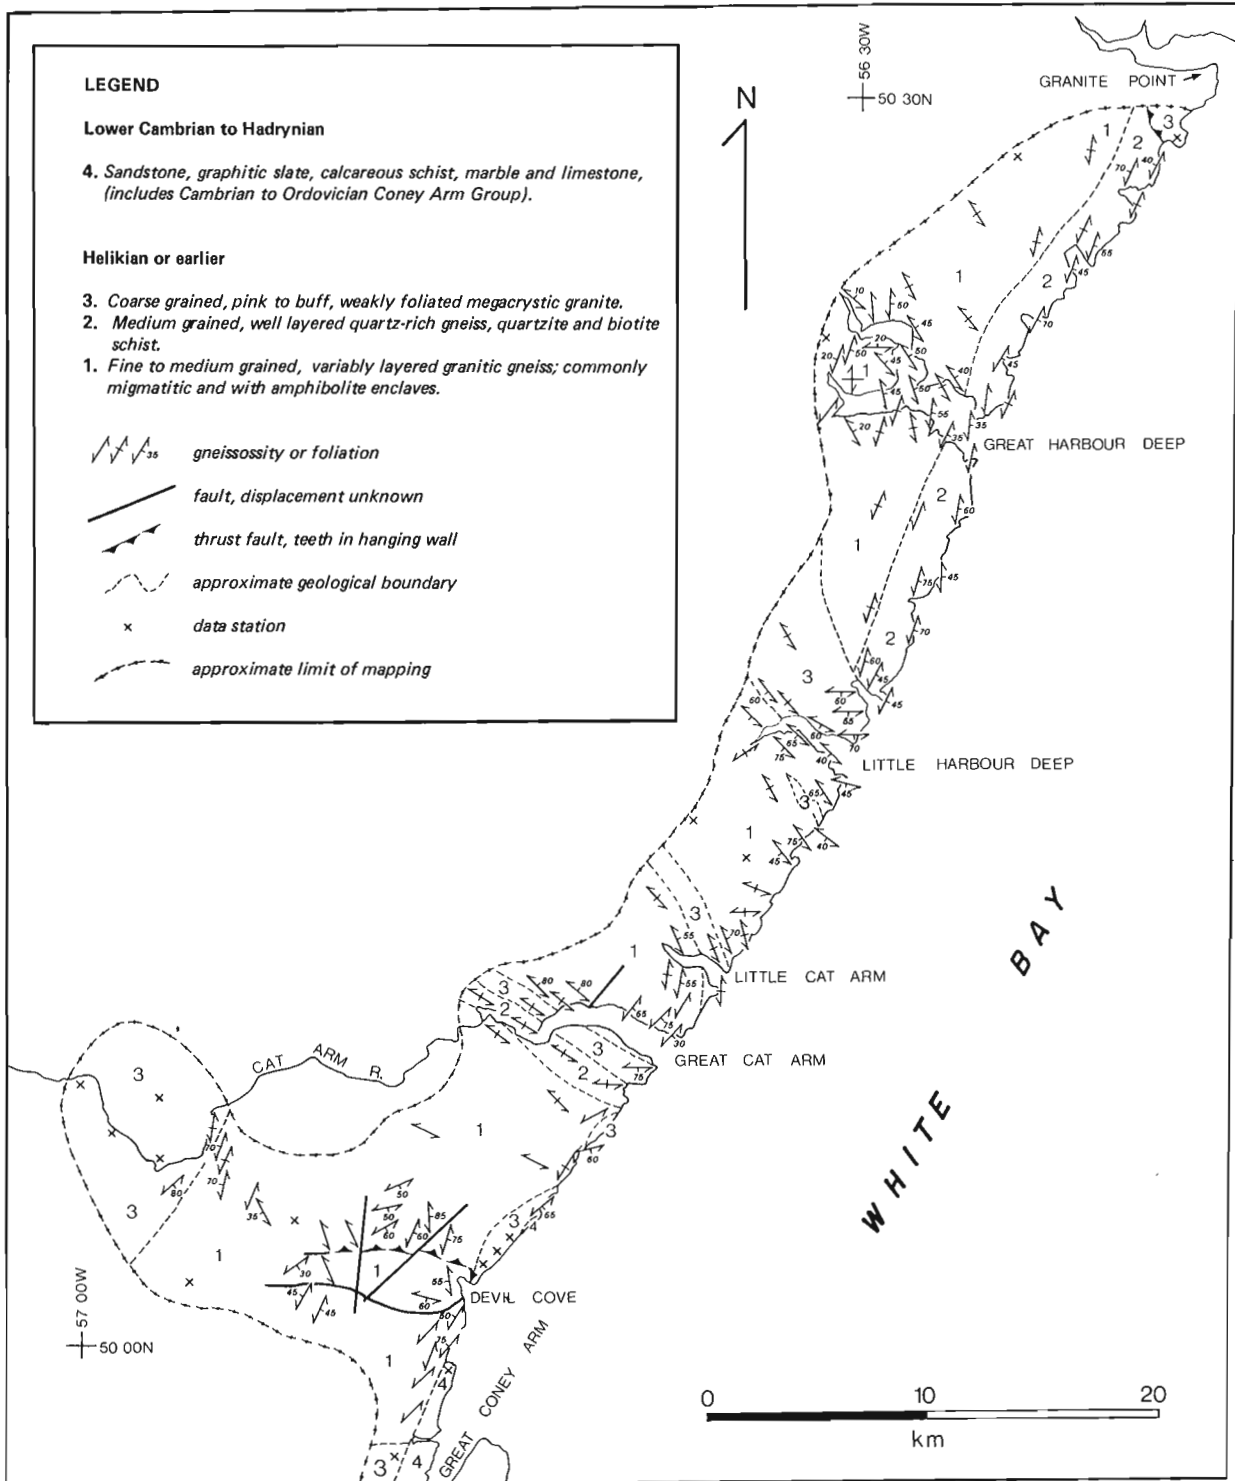 LEGEND
Lower Cambrian to Hadrynian
4. Sandstone, graphitic slate, calcareous schist, marble and limestone,
(includes Cambrian to Ordovician Coney Arm Group).
Helikian or earlier
3. Coarse grained, pink to buff, weakly foliated megacrystic granite.
2. Medium grained, well layered quartz-rich gneiss, quartzite and biotite
schist.
1. Fine to medium grained, variably layered granitic gneiss; commonly
migmatitic and with amphibolite enclaves.
35 gneissosity or foliation
fault, displacement unknown
thrust fault, teeth in hanging wall
approximate geological boundary
data station
approximate limit of mapping
N
56 30W
50 30N
GRANITE POINT
GREAT HARBOUR DEEP
LITTLE HARBOUR DEEP
LITTLE CAT ARM
GREAT CAT ARM
CAT ARM R.
DEVIL COVE
GREAT CONEY ARM
WHITE BAY
57 00W
50 00N
0 10 20
km